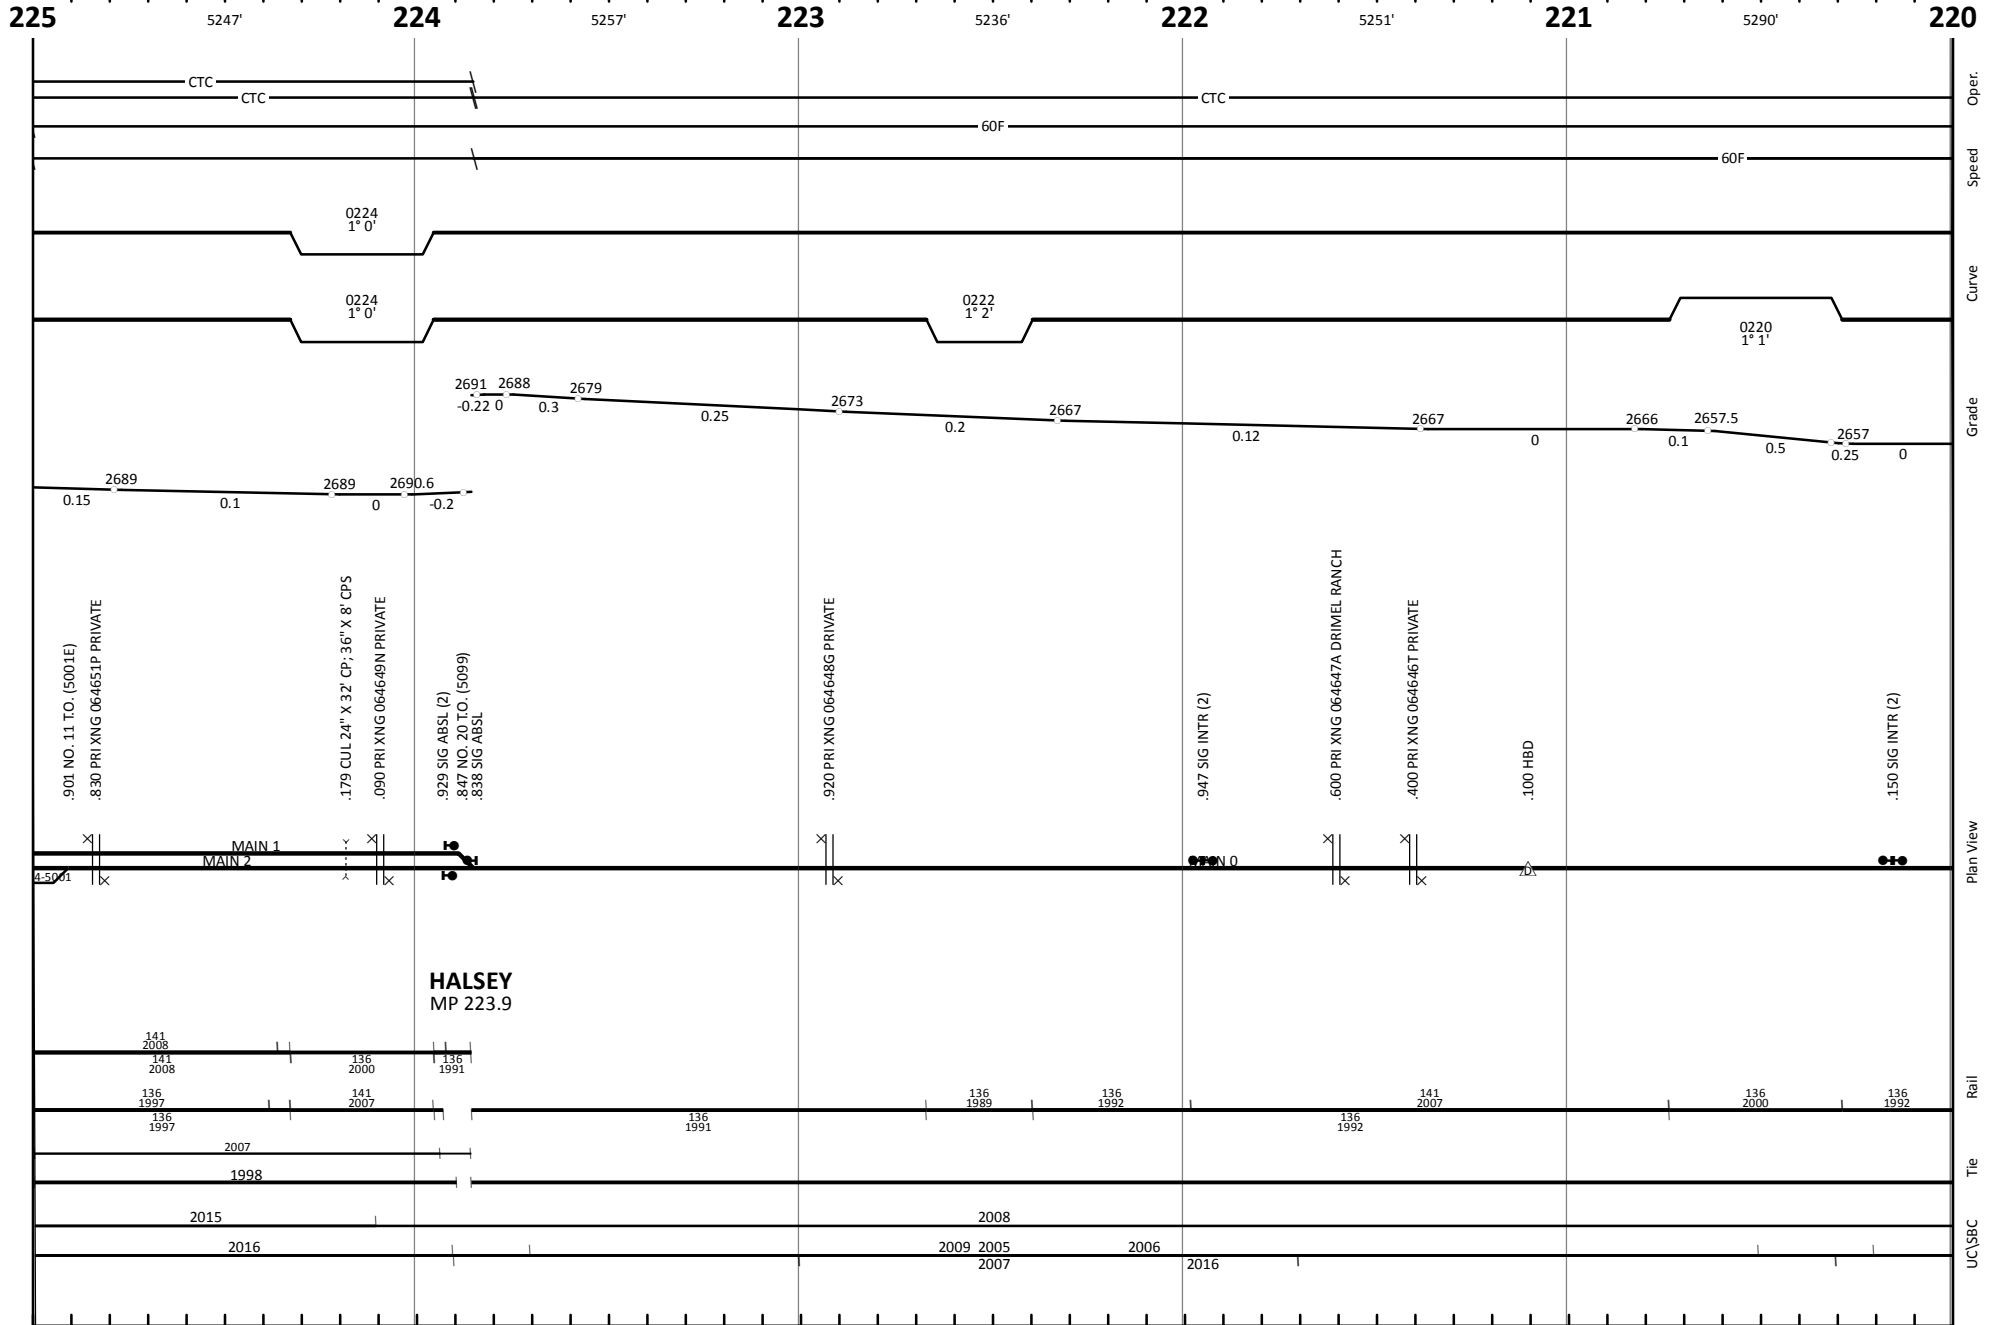 225 5247' 224 5257' 223 5236' 222 5251' 221 5290' 220
CTC
CTC CTC
Oper.
60F
60F
Speed
0224
1° 0'
Curve
0224 0222
1° 0' 1° 2'
0220
1° 1'
2691 2688 2679 2673 2667 2667 2666 2657.5 2657
-0.22 0 0.3 0.25 0.2 0.12 0 0.1 0.5 0.25 0
Grade
2689 2689 2690.6
0.15 0.1 0 -0.2
.901 NO. 11 T.O. (5001E)
.830 PRI XNG 064651P PRIVATE
.179 CUL 24" X 32' CP; 36" X 8' CPS
.090 PRI XNG 064649N PRIVATE
.929 SIG ABSL (2)
.847 NO. 20 T.O. (5099)
.838 SIG ABSL
.920 PRI XNG 064648G PRIVATE
.947 SIG INTR (2)
.600 PRI XNG 064647A DRIMEL RANCH
.400 PRI XNG 064646T PRIVATE
.100 HBD
.150 SIG INTR (2)
MAIN 1
MAIN 2 MAIN 0
4-5001
D
Plan View
HALSEY
MP 223.9
141
2008
141 136 136
2008 2000 1991
136 141 136 136 141 136 136
1997 2007 1989 1992 2007 2000 1992
136 136 136
1997 1991 1992
Rail
2007
1998
Tie
2015 2008
2016 2009 2005 2006
2007 2016
UC\SBC